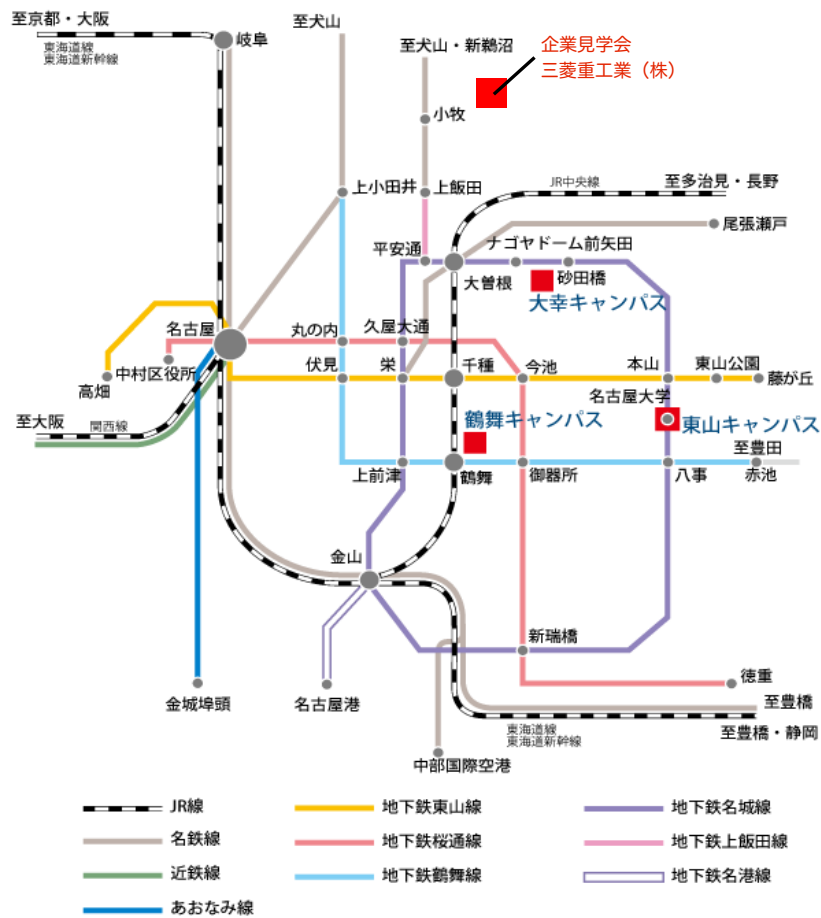 至京都・大阪
東海道線
東海道新幹線
岐阜
至犬山
至犬山・新鵜沼
企業見学会
三菱重工業（株）
小牧
上小田井
上飯田
JR中央線
至多治見・長野
尾張瀬戸
平安通
ナゴヤドーム前矢田
大曽根
砂田橋
大幸キャンパス
名古屋
丸の内
久屋大通
中村区役所
高畑
伏見
栄
千種
今池
本山
東山公園
藤が丘
名古屋大学
至大阪
関西線
鶴舞キャンパス
東山キャンパス
至豊田
上前津
鶴舞
御器所
八事
赤池
金山
新瑞橋
金城埠頭
名古屋港
徳重
至豊橋
東海道線
東海道新幹線
至豊橋・静岡
中部国際空港
JR線
地下鉄東山線
地下鉄名城線
名鉄線
地下鉄桜通線
地下鉄上飯田線
近鉄線
地下鉄鶴舞線
地下鉄名港線
あおなみ線